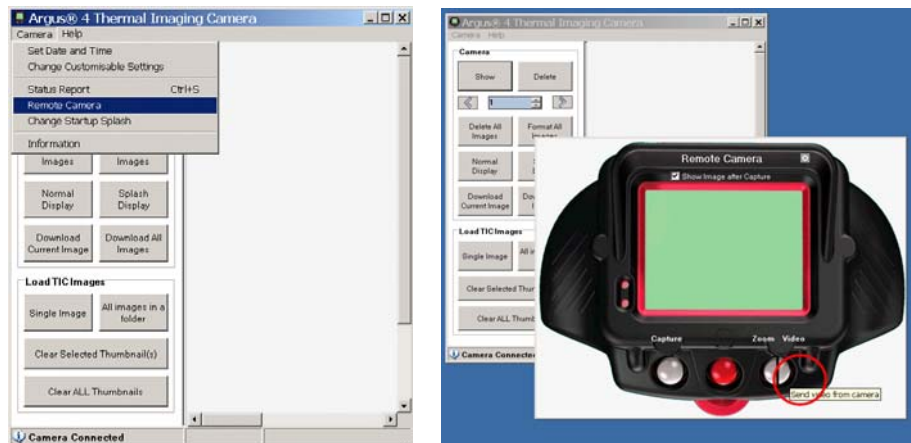 Argus® 4 Thermal Imaging Camera
Camera Help
Set Date and Time
Change Customisable Settings
Status Report Ctrl+S
Remote Camera
Change Startup Splash
Information
Images Images
Normal
Display
Splash
Display
Download
Current Image
Download All
Images
Load TIC Images
Single Image
All images in a
folder
Clear Selected Thumbnail(s)
Clear ALL Thumbnails
Camera Connected
Argus® 4 Thermal Imaging Camera
Camera Help
Camera
Show
Delete
1
Delete All
Images
Format All
Images
Normal
Display
Download
Current Image
Load TIC Images
Single Image
Clear Selected
Clear ALL
Camera
Remote Camera
Show Image after Capture
Capture Zoom Video
Send video from camera